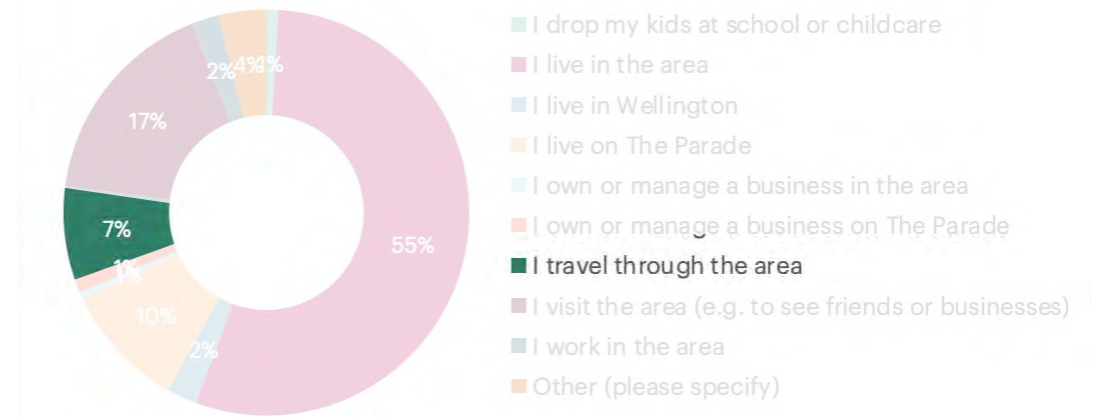 I drop my kids at school or childcare
I live in the area
I live in Wellington
I live on The Parade
I own or manage a business in the area
I own or manage a business on The Parade
I travel through the area
I visit the area (e.g. to see friends or businesses)
I work in the area
Other (please specify)
2%
4%
1%
17%
7%
55%
1%
1%
10%
2%